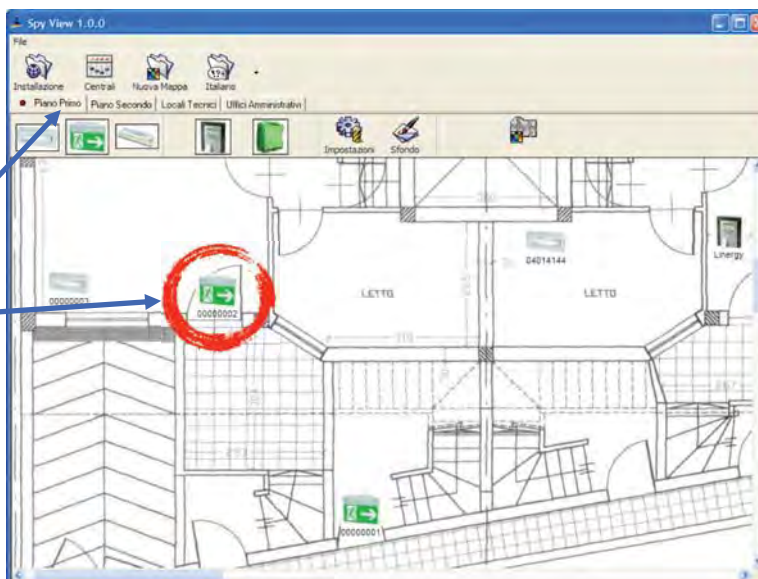 Spy View 1.0.0
File
Installazione Centrali Nuova Mappa Italiano
Piano Primo Piano Secondo Locali Tecnici Uffici Amministrativi
Impostazioni Sfondo
04014144
Linergy
00000003
00000002
LETTO
LETTO
00000001